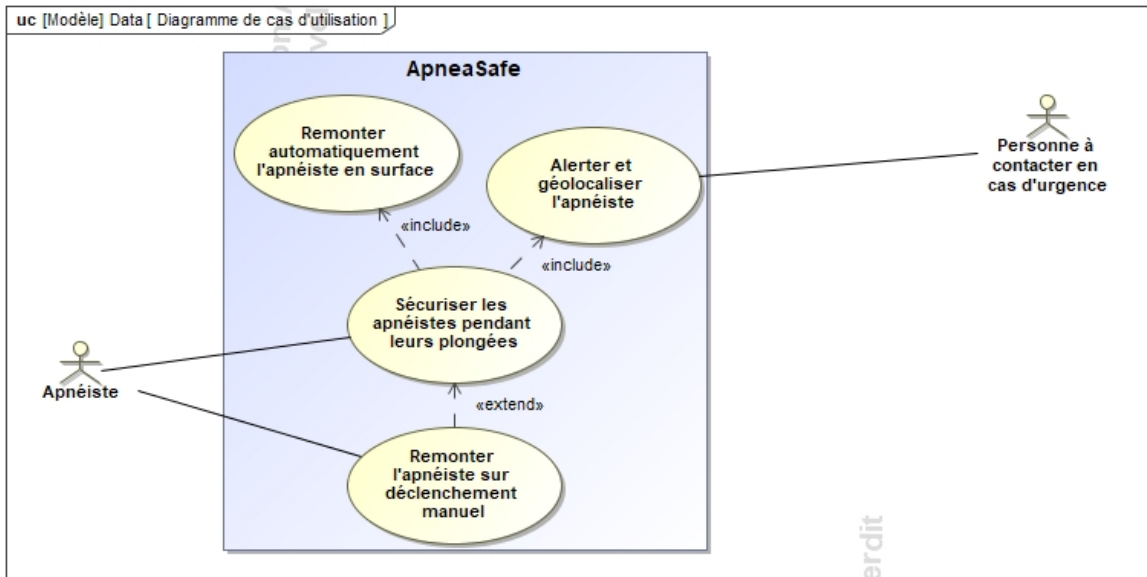 uc [Modèle] Data [ Diagramme de cas d'utilisation ]
ApneaSafe
Remonter
automatiquement
l'apnéiste en surface
Alerter et
géolocaliser
l'apnéiste
Personne à
contacter en
cas d'urgence
«include»
«include»
Sécuriser les
apnéistes pendant
leurs plongées
Apnéiste
«extend»
Remonter
l'apnéiste sur
déclenchement
manuel
erdit